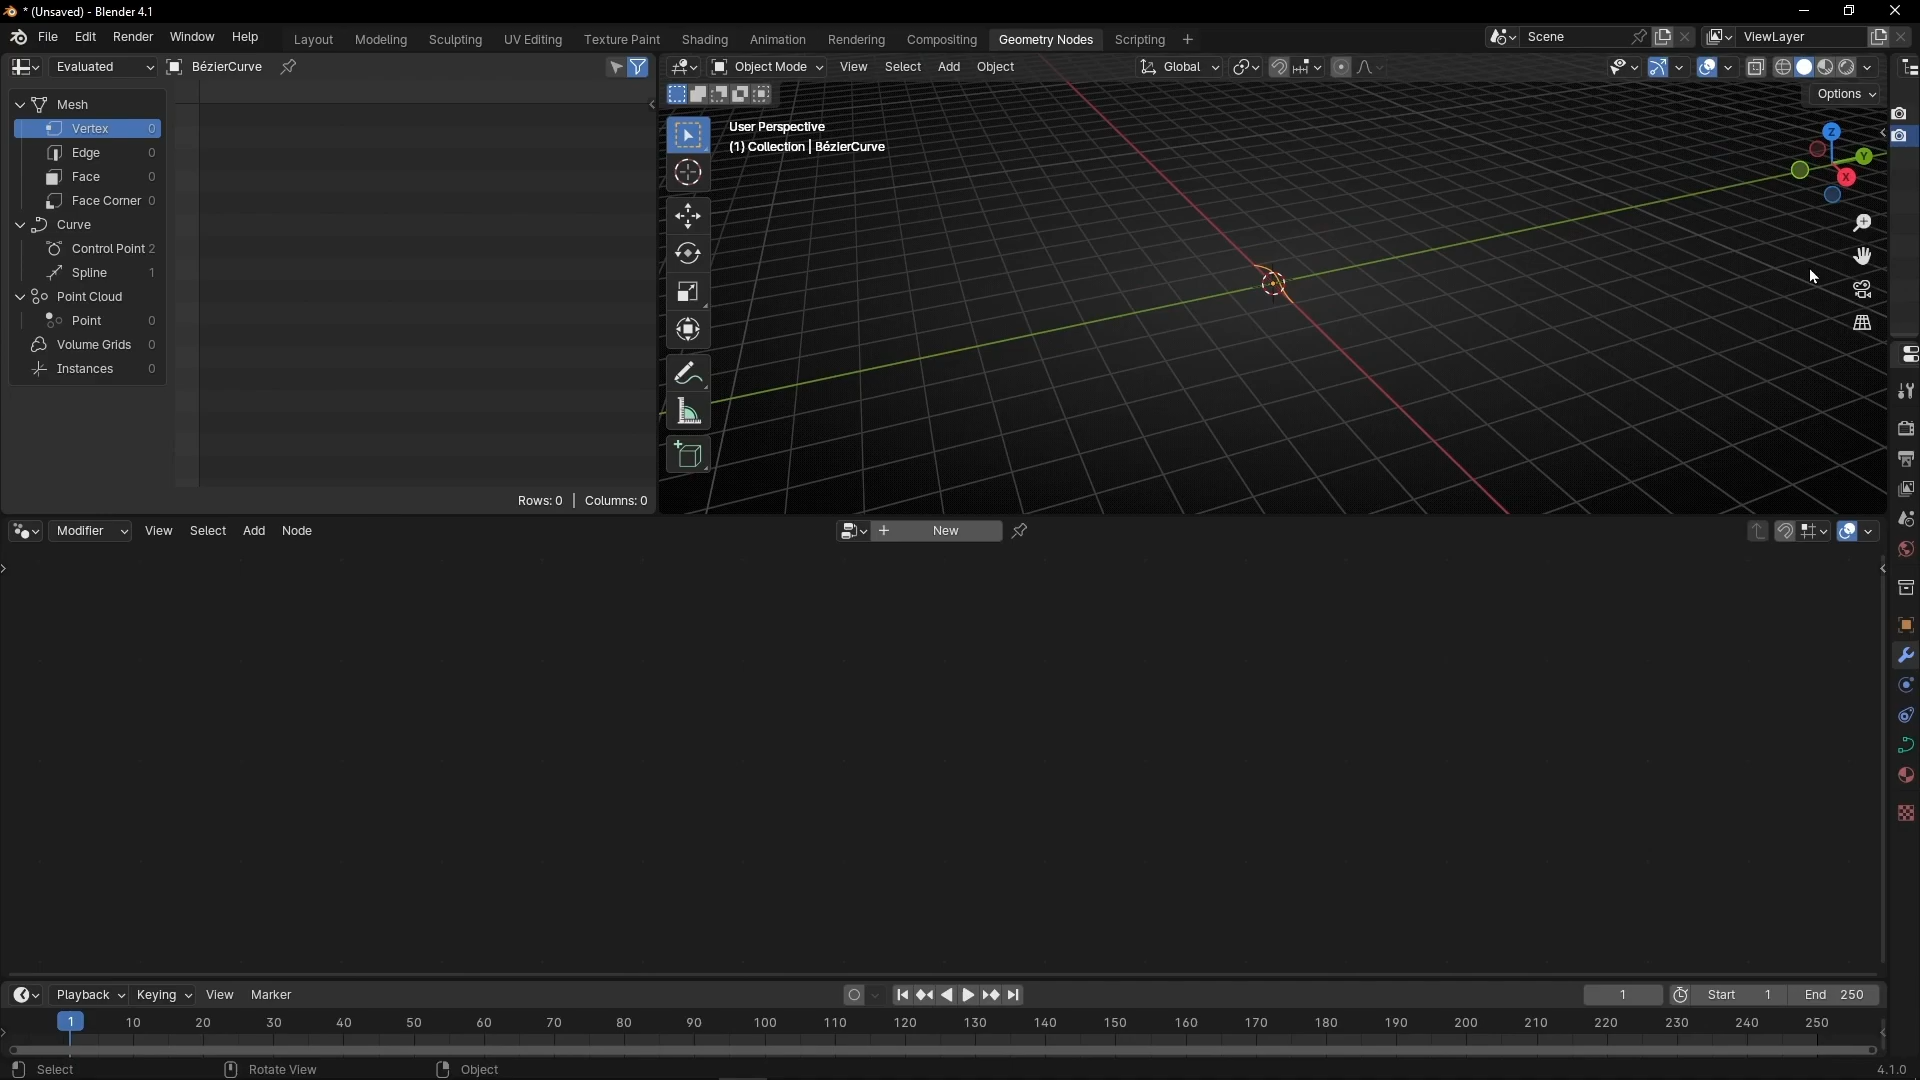 * (Unsaved) - Blender 4.1
File Edit Render Window Help Layout Modeling Sculpting UV Editing Texture Paint Shading Animation Rendering Compositing Geometry Nodes Scripting + Scene ViewLayer
Evaluated BézierCurve Object Mode View Select Add Object Global
Options
Mesh
Vertex 0
Edge 0
Face 0
Face Corner 0
Curve
Control Point 2
Spline 1
Point Cloud
Point 0
Volume Grids 0
Instances 0
Rows: 0 | Columns: 0
User Perspective
(1) Collection | BézierCurve
Z
Y
X
Modifier View Select Add Node + New
Playback Keying View Marker 1 Start 1 End 250
1 10 20 30 40 50 60 70 80 90 100 110 120 130 140 150 160 170 180 190 200 210 220 230 240 250
Select Rotate View Object 4.1.0